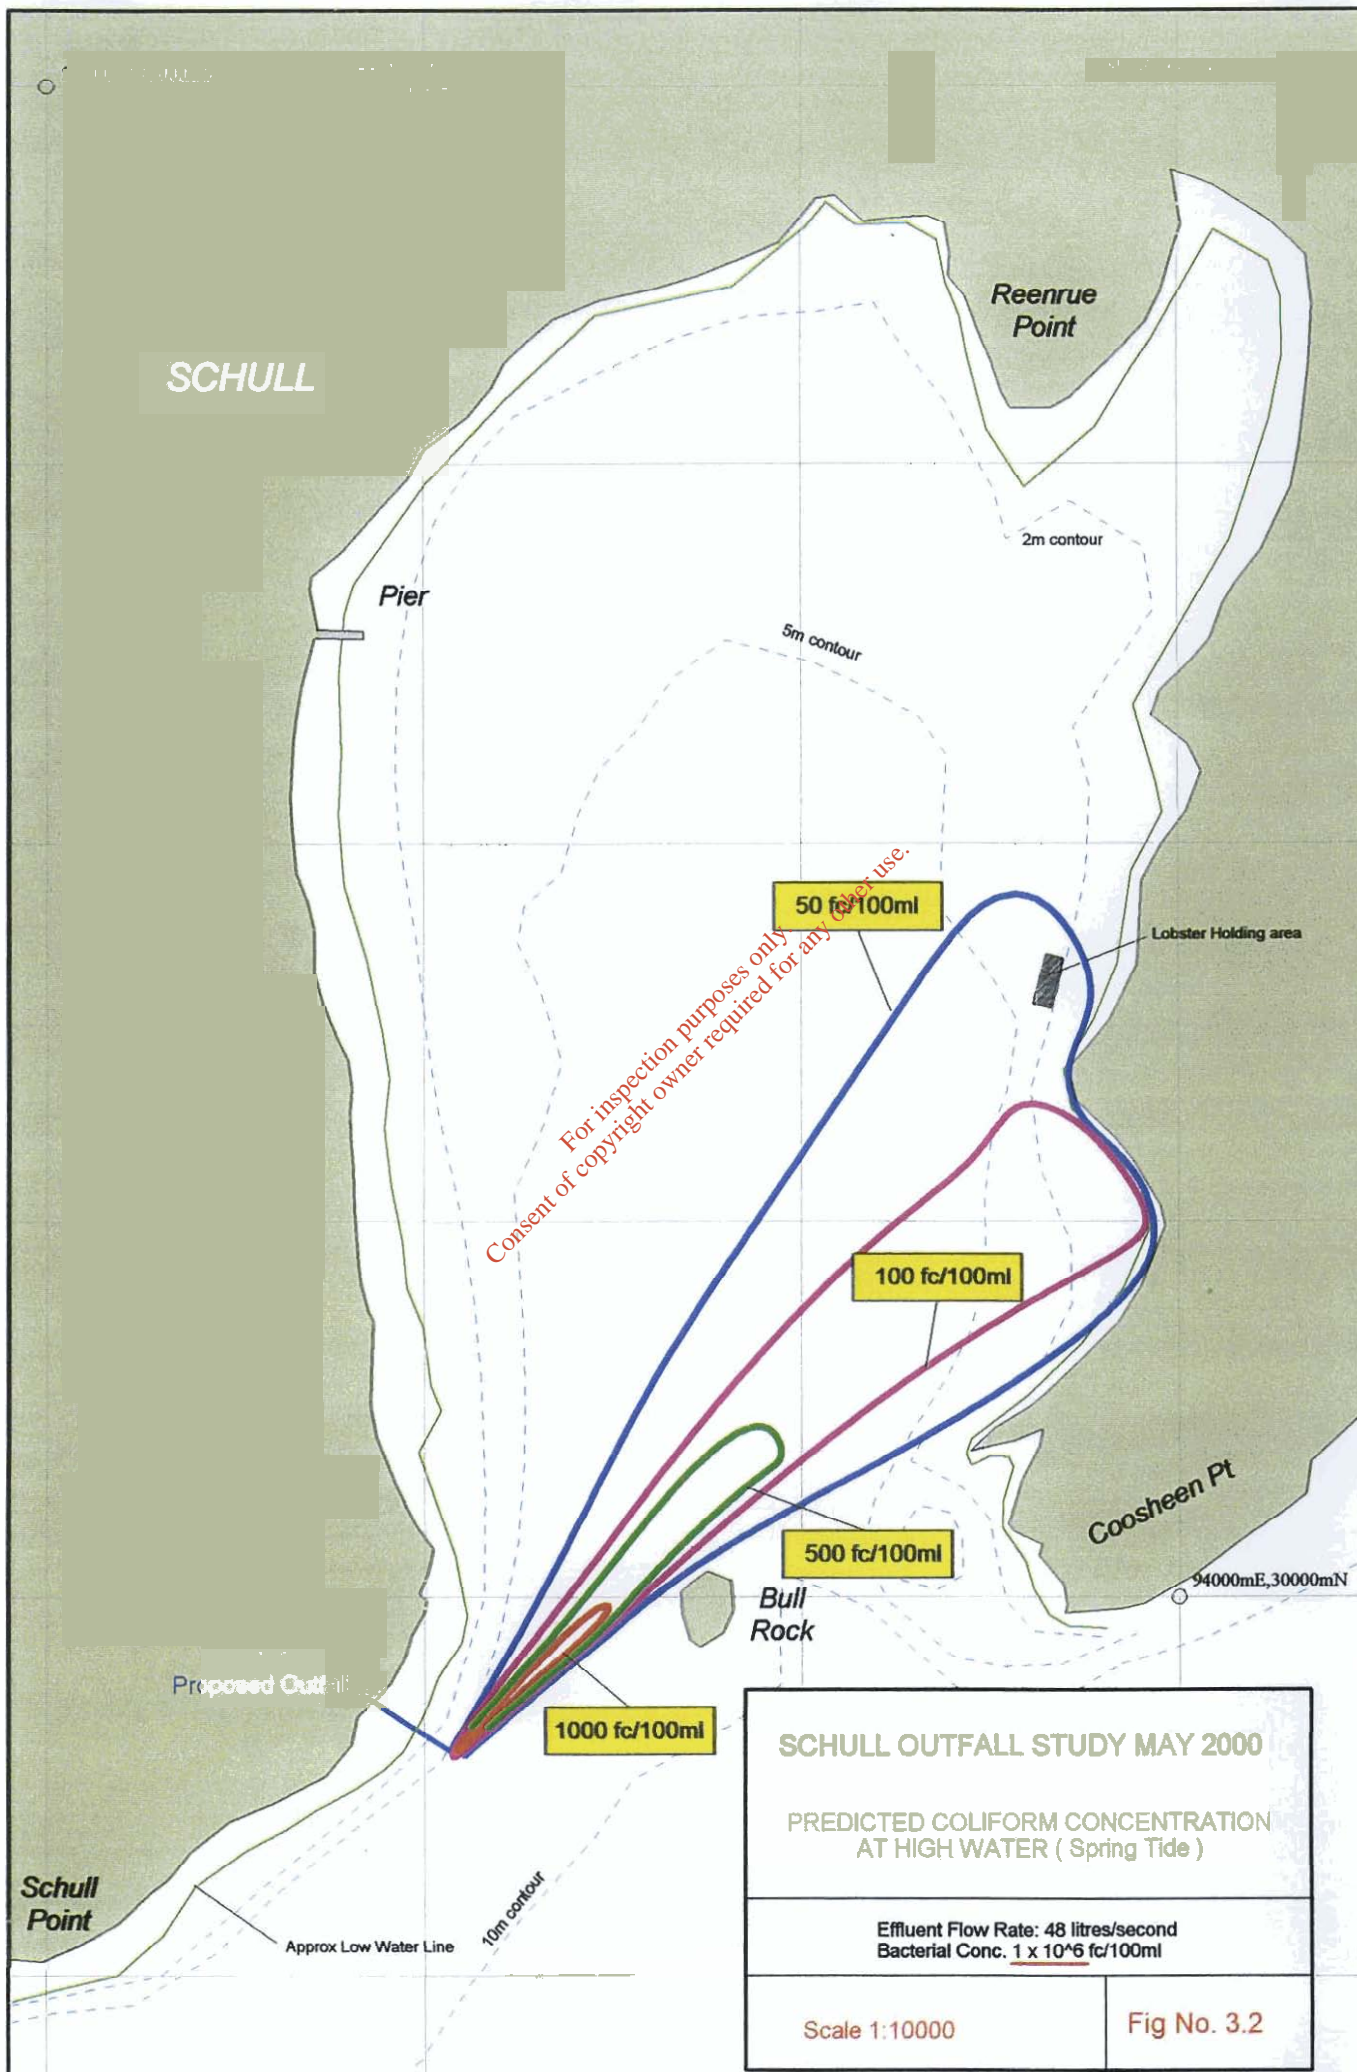 Reenrue
Point
SCHULL
2m contour
Pier
5m contour
50 fc/100ml
Lobster Holding area
For inspection purposes only.
Consent of copyright owner required for any other use.
100 fc/100ml
Coosheen Pt
500 fc/100ml
94000mE,30000mN
Bull
Rock
Proposed Outfall
1000 fc/100ml
SCHULL OUTFALL STUDY MAY 2000
PREDICTED COLIFORM CONCENTRATION
AT HIGH WATER ( Spring Tide )
Schull
Point
10m contour
Approx Low Water Line
Effluent Flow Rate: 48 litres/second
Bacterial Conc. 1 x 10^6 fc/100ml
Scale 1:10000
Fig No. 3.2